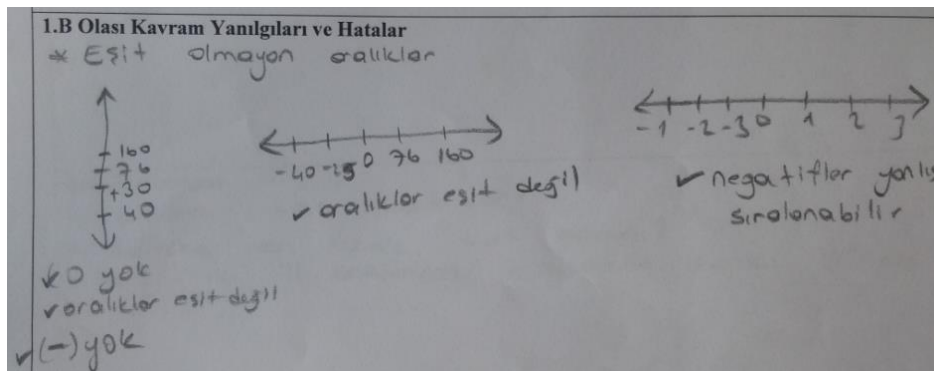 1.B Olası Kavram Yanılgıları ve Hatalar
* Eşit olmayan aralıklar
160
76
+30
40
✓ 0 yok
✓ aralıklar eşit değil
✓ (-) yok
-40 -25 0 76 160
✓ aralıklar eşit değil
-1 -2 -3 0 1 2 3
✓ negatifler yanlış
sıralanabilir